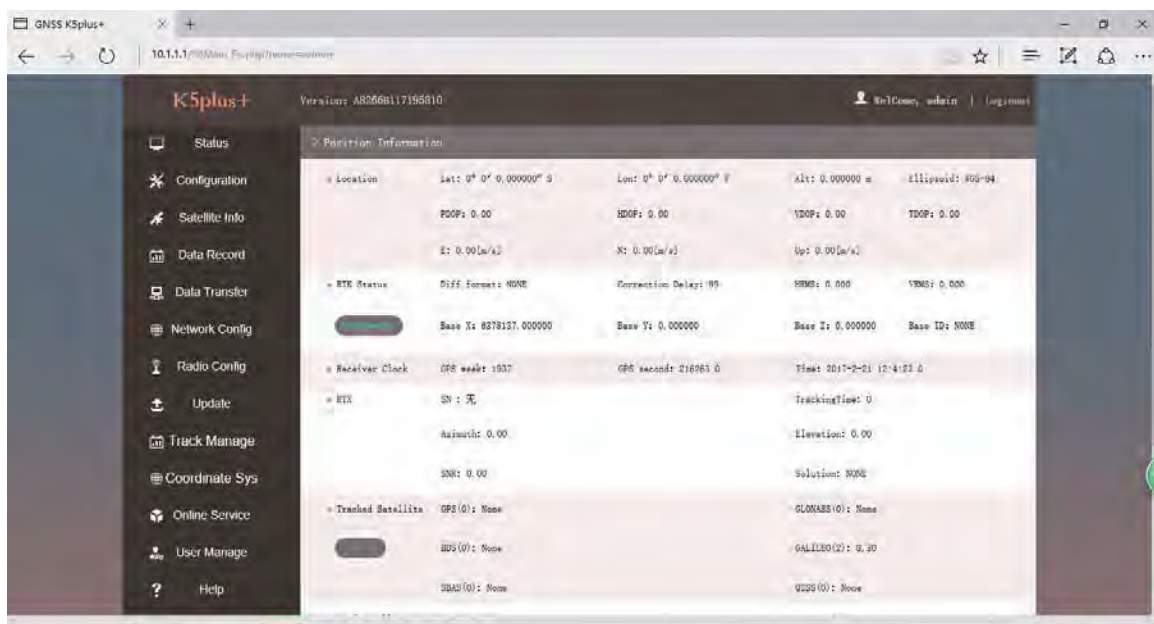 GNSS K5plus+
10.1.1.1
K5plus+ Version: A82668117195810 WelCome, admin |
Status
Configuration
Satellite Info
Data Record
Data Transfer
Network Config
Radio Config
Update
Track Manage
Coordinate Sys
Online Service
User Manage
? Help
> Position Information
Location Lat: 0° 0′ 0.000000″ S Lon: 0° 0′ 0.000000″ Alt: 0.000000 m Ellipsoid: WGS-84
PDOP: 0.00 HDOP: 0.00 VDOP: 0.00 TDOP: 0.00
E: 0.00[m/s] N: 0.00[m/s] Up: 0.00[m/s]
RTK Status Diff format: NONE Correction Delay: 99 HRMS: 0.000 VRMS: 0.000
Base X: 6378137.000000 Base Y: 0.000000 Base Z: 0.000000 Base ID: NONE
Receiver Clock GPS week: 1937 GPS second: 216263.0 Time: 2017-2-21 12:4:23.0
BTX SN : 无 TrackingTime: 0
Azimuth: 0.00 Elevation: 0.00
SNR: 0.00 Solution: NONE
Tracked Satellite GPS(0): None GLONASS(0): None
BDS(0): None GALILEO(2): 8,30
SBAS(0): None QZSS(0): None